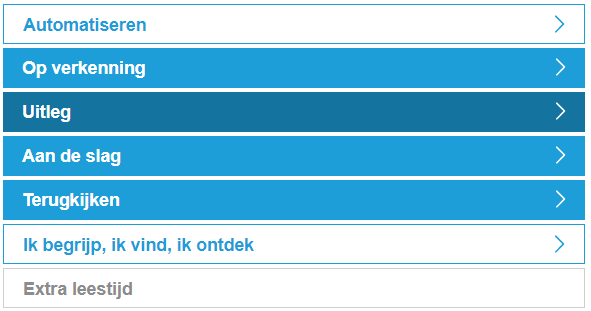 Automatiseren
Op verkenning
Uitleg
Aan de slag
Terugkijken
Ik begrijp, ik vind, ik ontdek
Extra leestijd